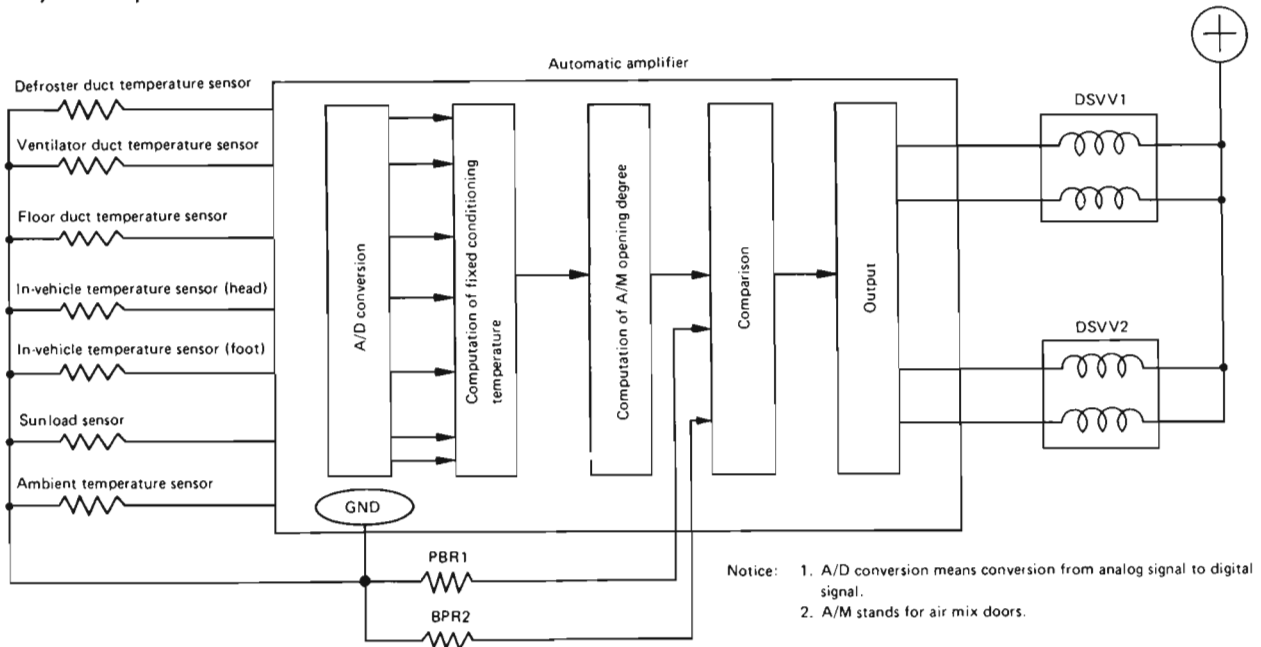 Automatic amplifier
Defroster duct temperature sensor
Ventilator duct temperature sensor
Floor duct temperature sensor
In-vehicle temperature sensor (head)
In-vehicle temperature sensor (foot)
Sunload sensor
Ambient temperature sensor
A/D conversion
Computation of fixed conditioning
temperature
Computation of A/M opening degree
Comparison
Output
DSVV1
DSVV2
GND
PBR1
BPR2
Notice: 1. A/D conversion means conversion from analog signal to digital
signal.
2. A/M stands for air mix doors.